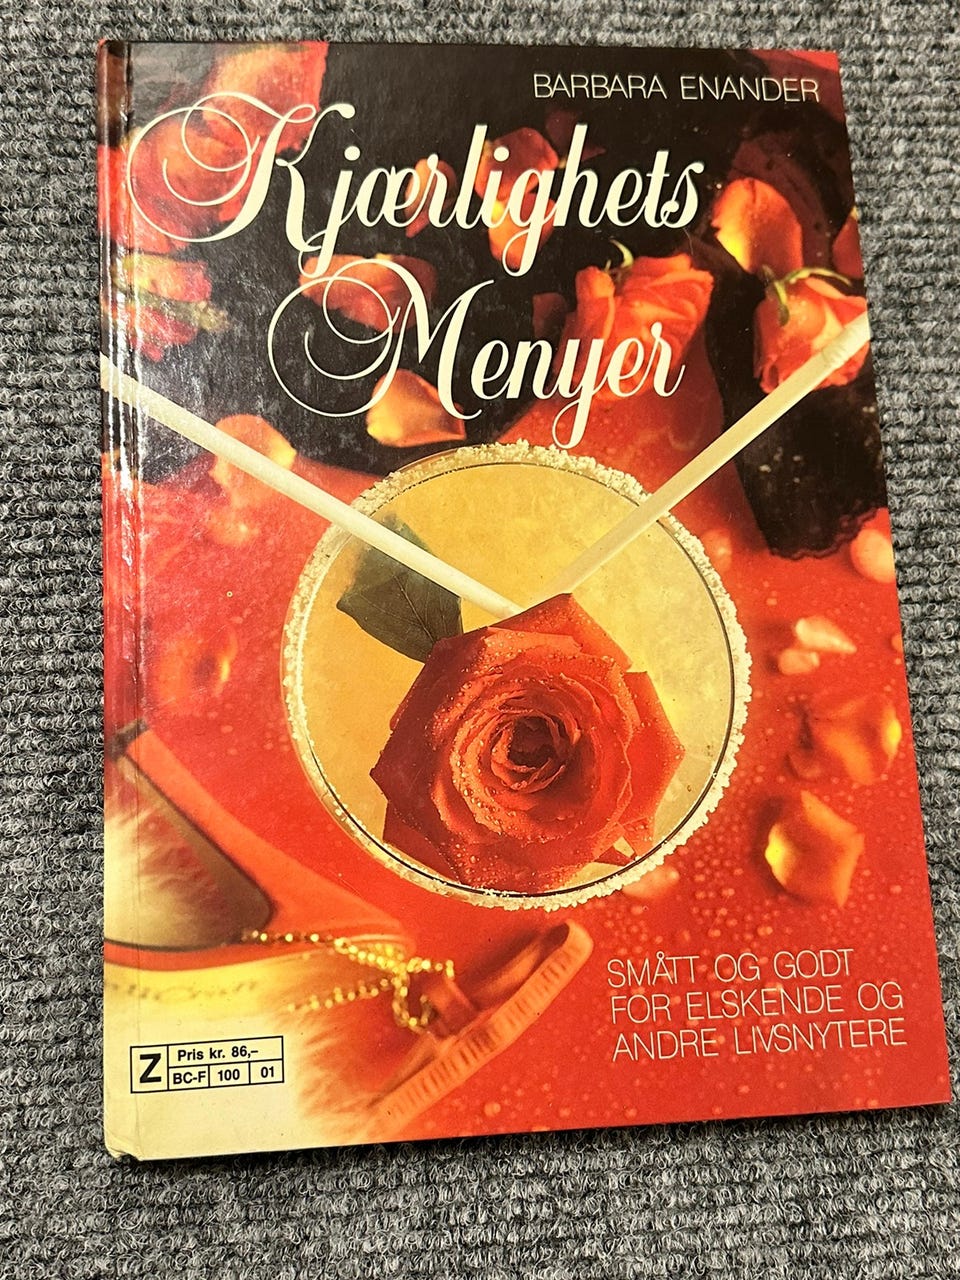 BARBARA ENANDER
Kjærlighets
Menyer
SMÅTT OG GODT
FOR ELSKENDE OG
ANDRE LIVSNYTERE
Z
Pris kr. 86,-
BC-F 100 01